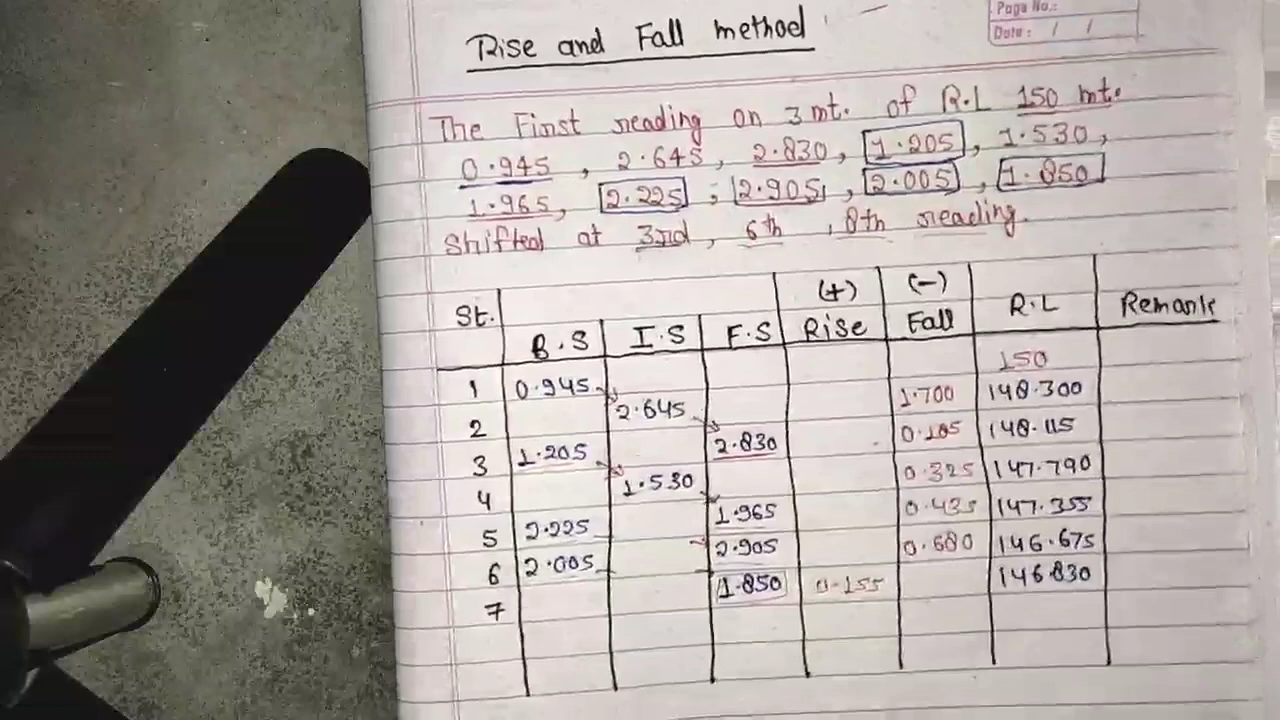 Page No.:
Date: / /
Rise and Fall method
The First reading on 3 mt. of R.L 150 mt.
0.945, 2.645, 2.830, 1.205, 1.530,
1.965, 2.225, 2.905, 2.005, 1.850
Shifted at 3rd, 6th, 8th reading.
St. B.S I.S F.S (+) Rise (-) Fall R.L Remark
150
1 0.945 1.700 148.300
2 2.645 0.185 148.115
3 1.205 2.830 0.325 147.790
4 1.530 0.435 147.355
5 2.225 1.965 0.680 146.675
6 2.005 2.905 146.830
7 1.850 0.155